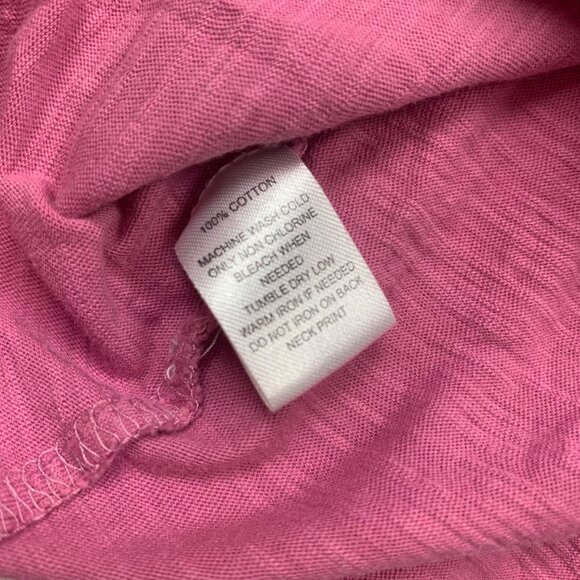 100% COTTON
MACHINE WASH COLD
ONLY NON CHLORINE
BLEACH WHEN
NEEDED
TUMBLE DRY LOW
WARM IRON IF NEEDED
DO NOT IRON ON BACK
NECK PRINT